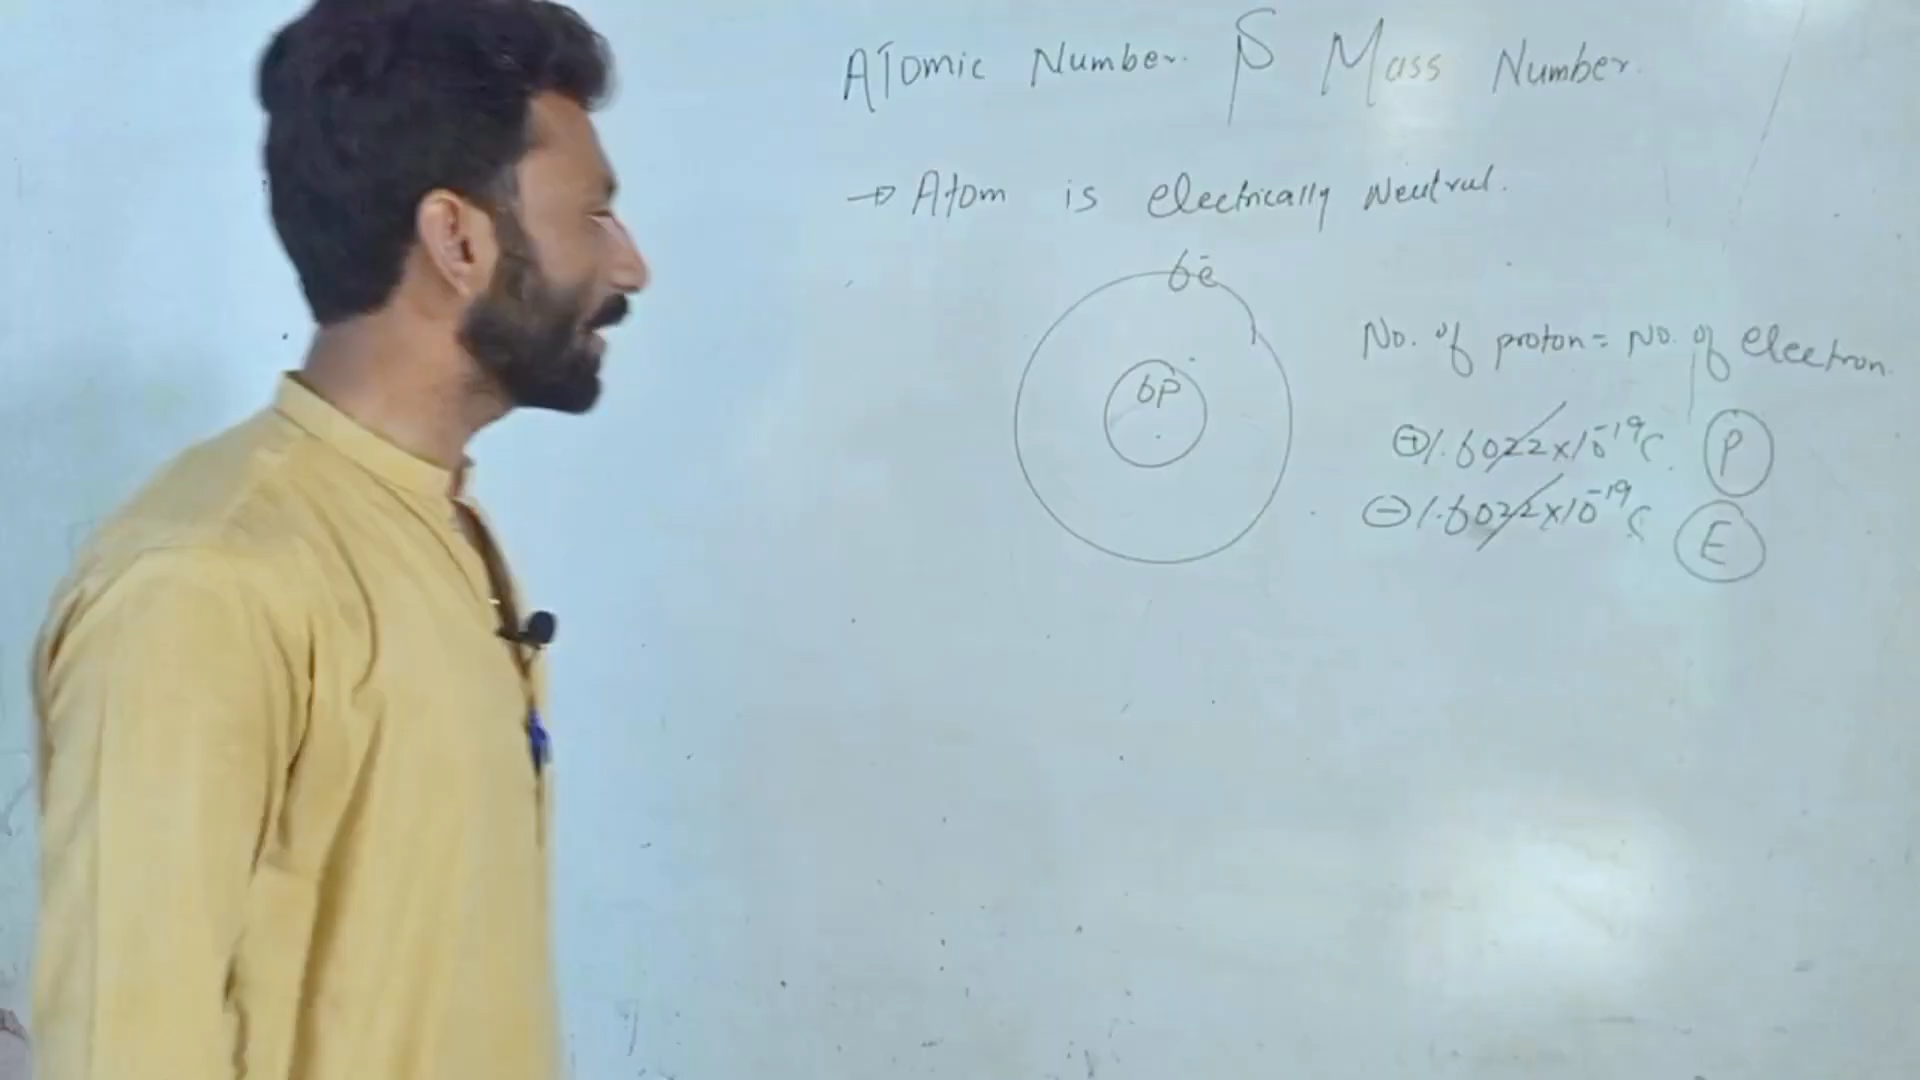 Atomic Number. & Mass Number.
→ Atom is electrically Neutral.
6e⁻
6P
No. of proton = No. of electron.
⊕1.6022×10⁻¹⁹C. P
⊖1.6022×10⁻¹⁹C E